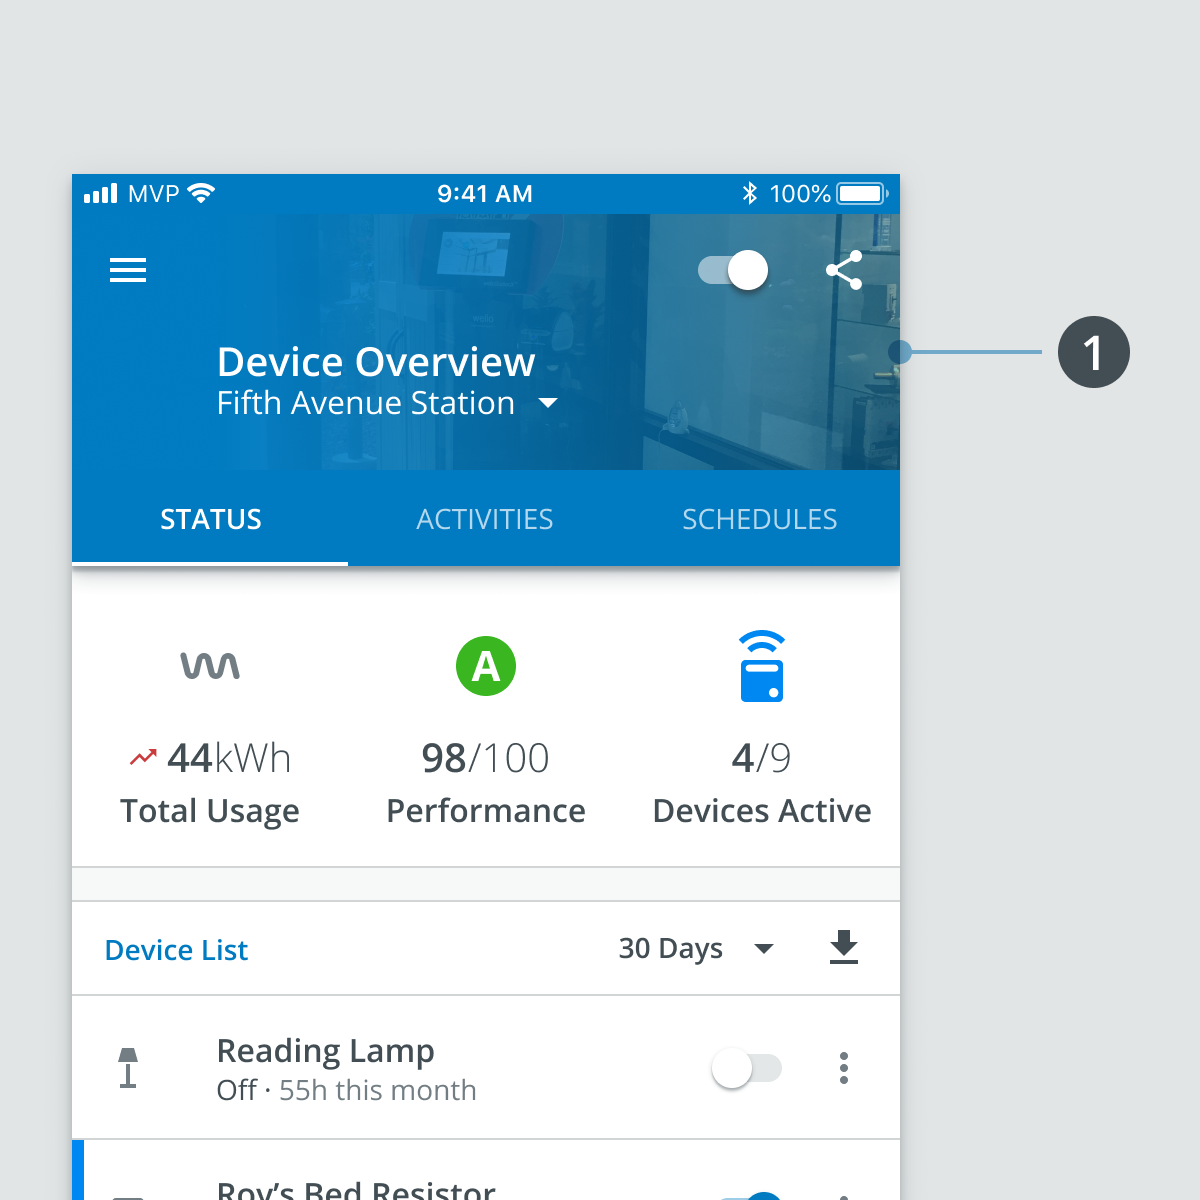 MVP 9:41 AM 100%
Device Overview
Fifth Avenue Station
1
STATUS ACTIVITIES SCHEDULES
A
44kWh 98/100 4/9
Total Usage Performance Devices Active
Device List 30 Days
Reading Lamp
Off · 55h this month
Roy's Bed Resistor